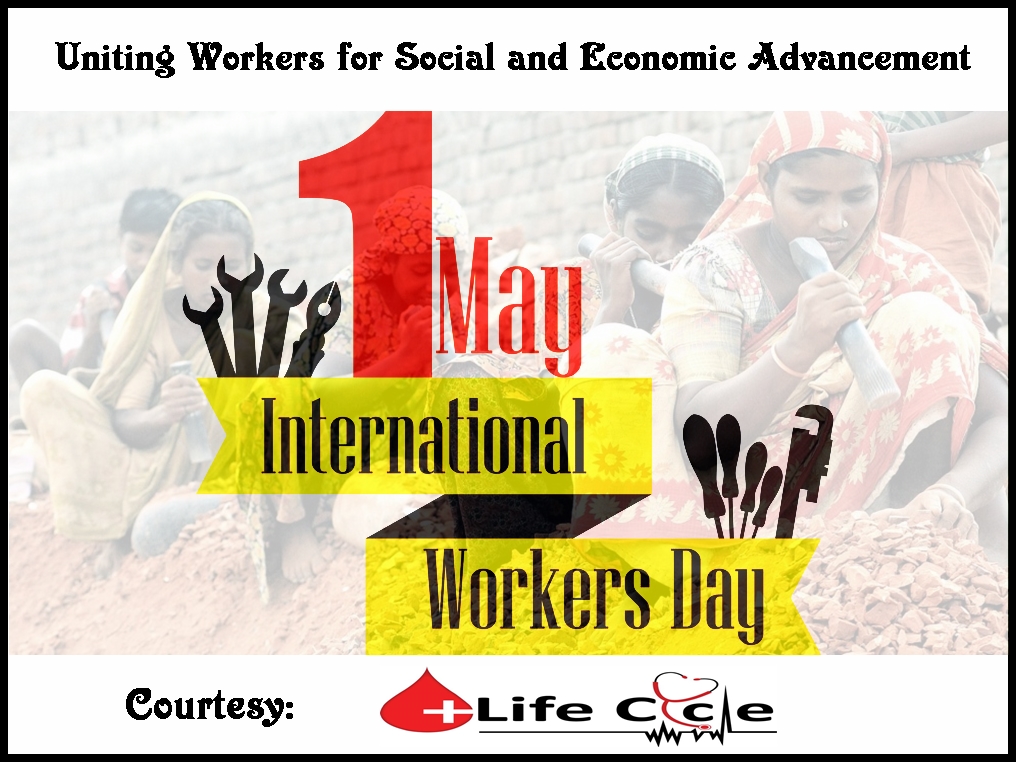 Uniting Workers for Social and Economic Advancement
1 May
International
Workers Day
Courtesy: Life Cycle